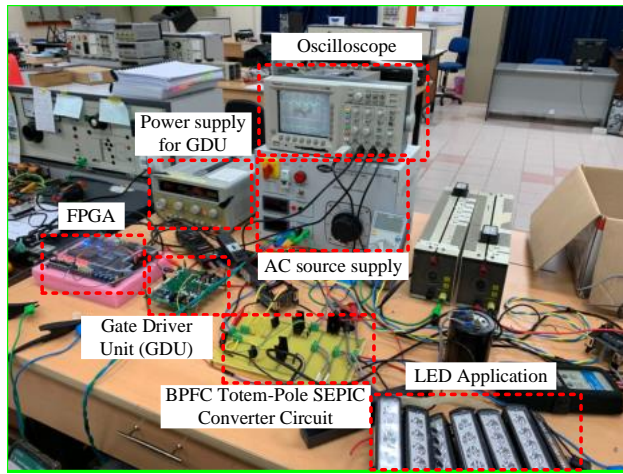 Oscilloscope
Power supply
for GDU
FPGA
AC source supply
Gate Driver
Unit (GDU)
LED Application
BPFC Totem-Pole SEPIC
Converter Circuit